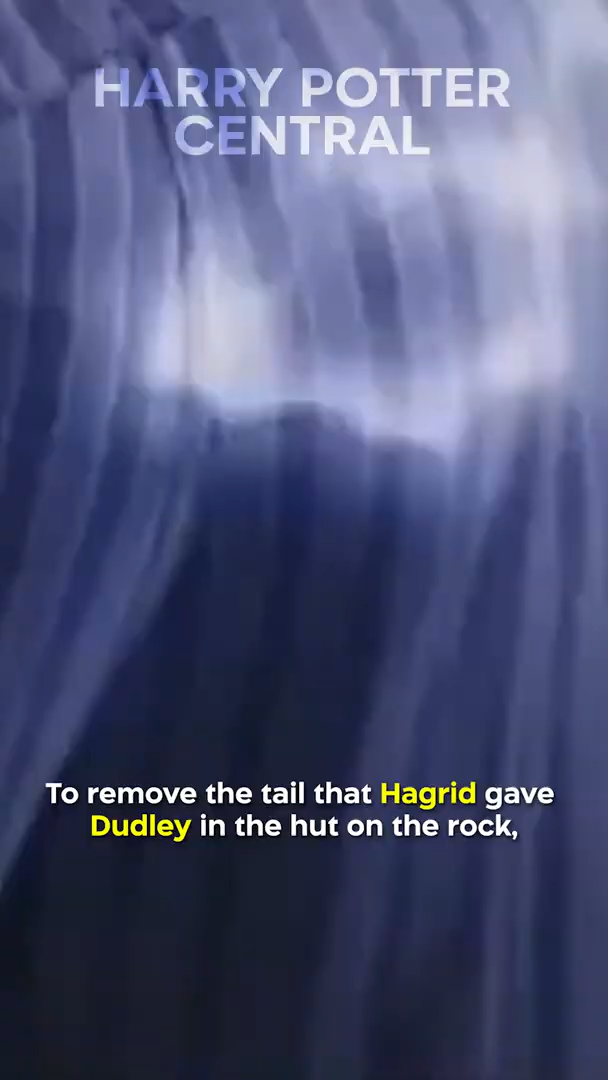 HARRY POTTER
CENTRAL
To remove the tail that Hagrid gave
Dudley in the hut on the rock,